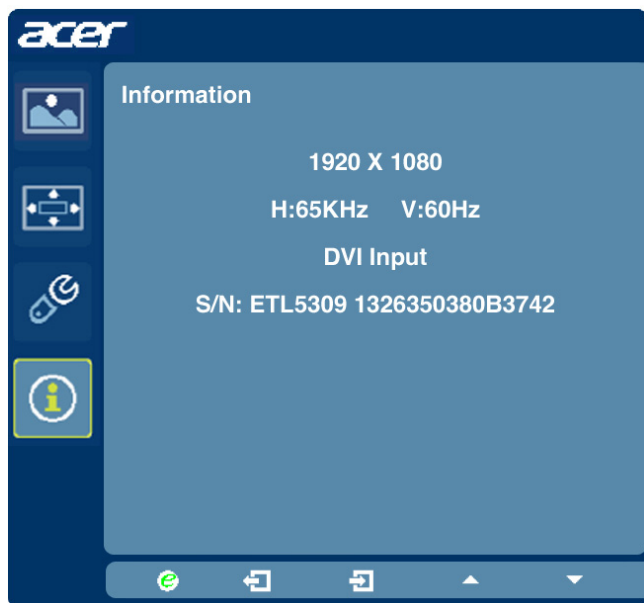 acer
Information
1920 X 1080
H:65KHz V:60Hz
DVI Input
S/N: ETL5309 1326350380B3742